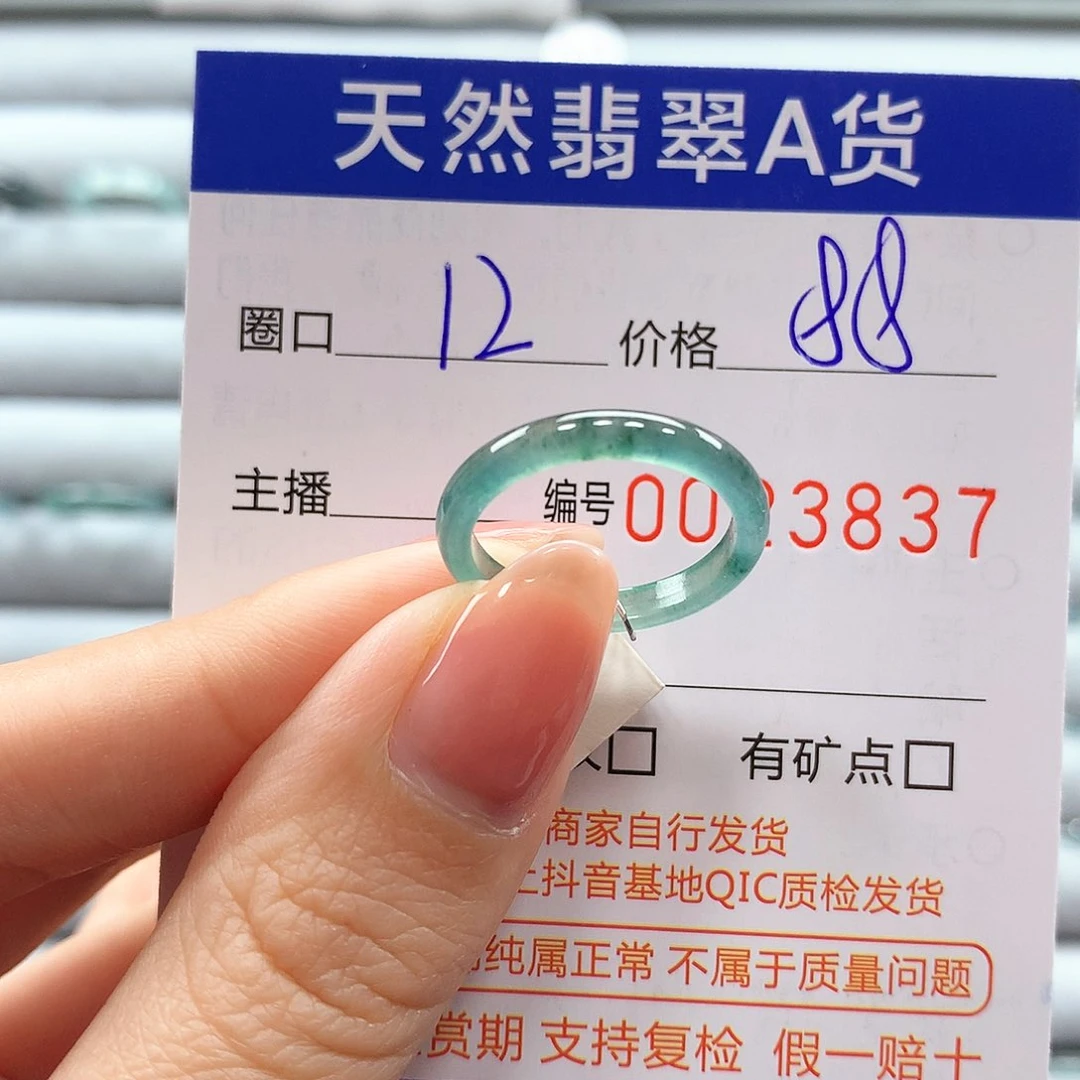 天然翡翠A货
圈口 12 价格 88
主播 编号 00 3837
有矿点
商家自行发货
抖音基地QIC质检发货
纯属正常 不属于质量问题
赏期 支持复检 假一赔十